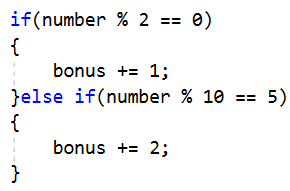 if(number % 2 == 0)
{
    bonus += 1;
}else if(number % 10 == 5)
{
    bonus += 2;
}